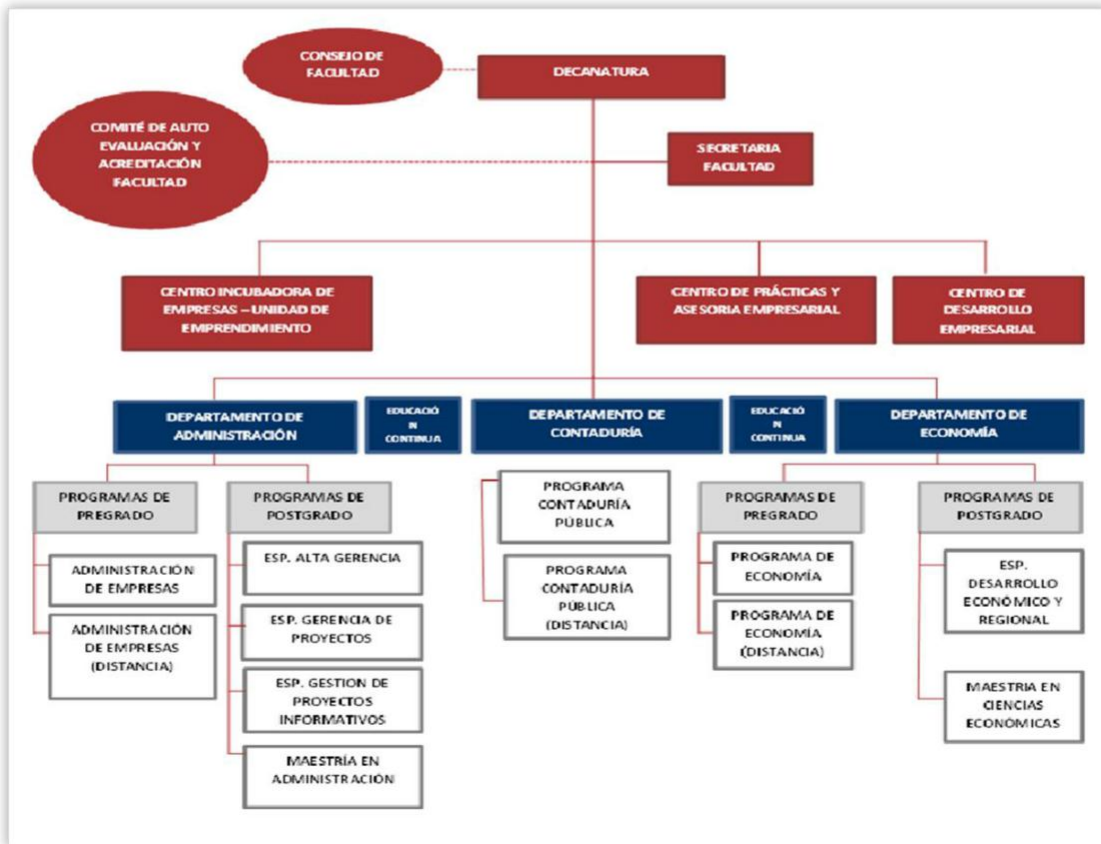 CONSEJO DE
FACULTAD
DECANATURA
COMITÉ DE AUTO
EVALUACIÓN Y
ACREDITACIÓN
FACULTAD
SECRETARIA
FACULTAD
CENTRO INCUBADORA DE
EMPRESAS – UNIDAD DE
EMPRENDIMIENTO
CENTRO DE PRÁCTICAS Y
ASESORIA EMPRESARIAL
CENTRO DE
DESARROLLO
EMPRESARIAL
DEPARTAMENTO DE
ADMINISTRACIÓN
EDUCACIÓ
N
CONTINUA
DEPARTAMENTO DE
CONTADURÍA
EDUCACIÓ
N
CONTINUA
DEPARTAMENTO DE
ECONOMÍA
PROGRAMAS DE
PREGRADO
ADMINISTRACIÓN
DE EMPRESAS
ADMINISTRACIÓN
DE EMPRESAS
(DISTANCIA)
PROGRAMAS DE
POSTGRADO
ESP. ALTA GERENCIA
ESP. GERENCIA DE
PROYECTOS
ESP. GESTION DE
PROYECTOS
INFORMATIVOS
MAESTRÍA EN
ADMINISTRACIÓN
PROGRAMA
CONTADURÍA
PÚBLICA
PROGRAMA
CONTADURÍA
PÚBLICA
(DISTANCIA)
PROGRAMAS DE
PREGRADO
PROGRAMA DE
ECONOMÍA
PROGRAMA DE
ECONOMÍA
(DISTANCIA)
PROGRAMAS DE
POSTGRADO
ESP.
DESARROLLO
ECONÓMICO Y
REGIONAL
MAESTRIA EN
CIENCIAS
ECONÓMICAS